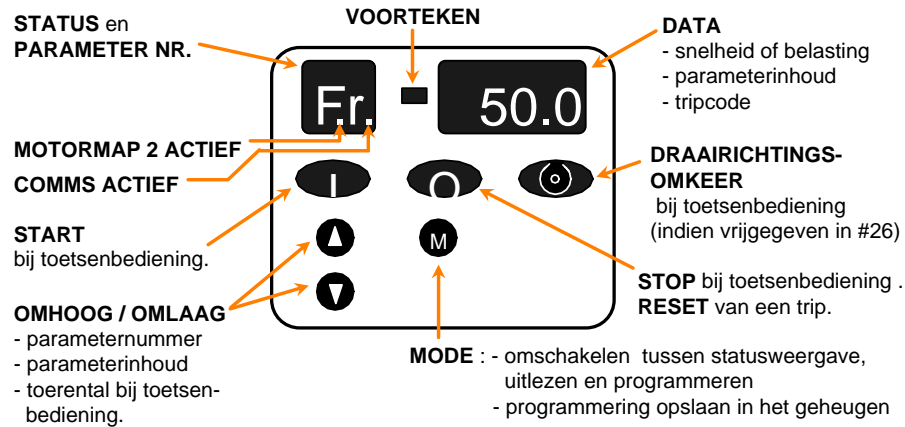 STATUS en
PARAMETER NR.
VOORTEKEN
DATA
- snelheid of belasting
- parameterinhoud
- tripcode
Fr.
50.0
MOTORMAP 2 ACTIEF
COMMS ACTIEF
I
O
DRAAIRICHTINGS-
OMKEER
bij toetsenbediening
(indien vrijgegeven in #26)
START
bij toetsenbediening.
M
STOP bij toetsenbediening .
RESET van een trip.
OMHOOG / OMLAAG
- parameternummer
- parameterinhoud
- toerental bij toetsen-
bediening.
MODE : - omschakelen tussen statusweergave,
uitlezen en programmeren
- programmering opslaan in het geheugen